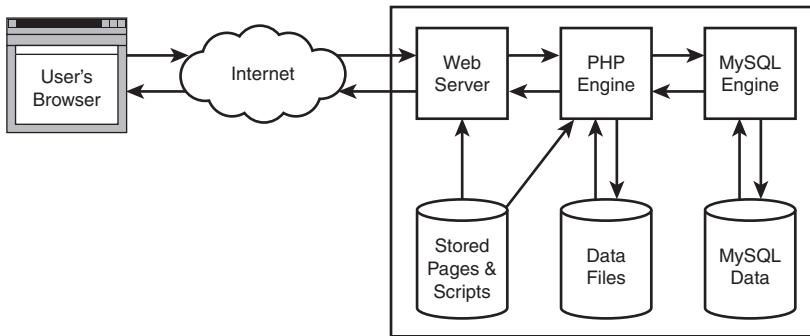 User's
Browser
Internet
Web
Server
PHP
Engine
MySQL
Engine
Stored
Pages &
Scripts
Data
Files
MySQL
Data